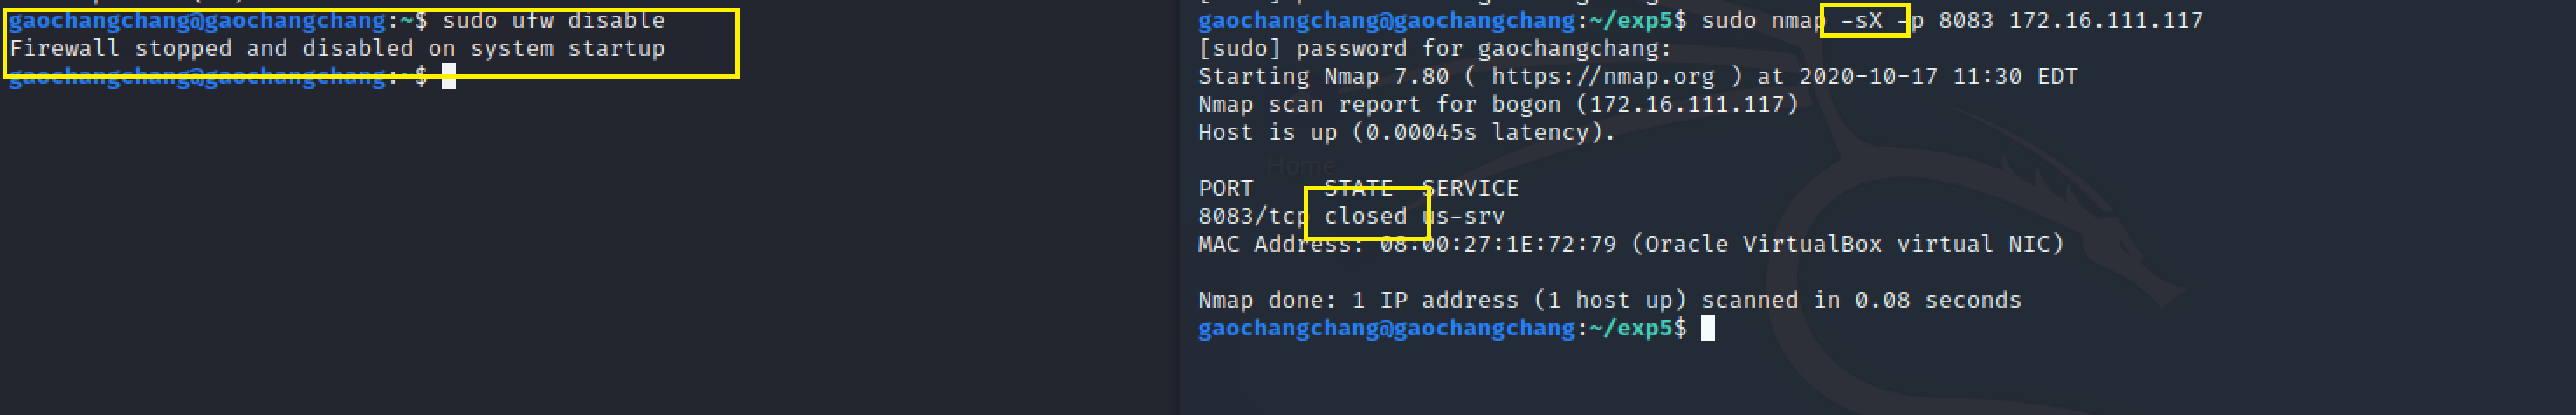 gaochangchang@gaochangchang:~$ sudo ufw disable
Firewall stopped and disabled on system startup
gaochangchang@gaochangchang:~$
gaochangchang@gaochangchang:~/exp5$ sudo nmap -sX -p 8083 172.16.111.117
[sudo] password for gaochangchang:
Starting Nmap 7.80 ( https://nmap.org ) at 2020-10-17 11:30 EDT
Nmap scan report for bogon (172.16.111.117)
Host is up (0.00045s latency).
Home
PORT     STATE  SERVICE
8083/tcp closed us-srv
MAC Address: 08:00:27:1E:72:79 (Oracle VirtualBox virtual NIC)
Nmap done: 1 IP address (1 host up) scanned in 0.08 seconds
gaochangchang@gaochangchang:~/exp5$